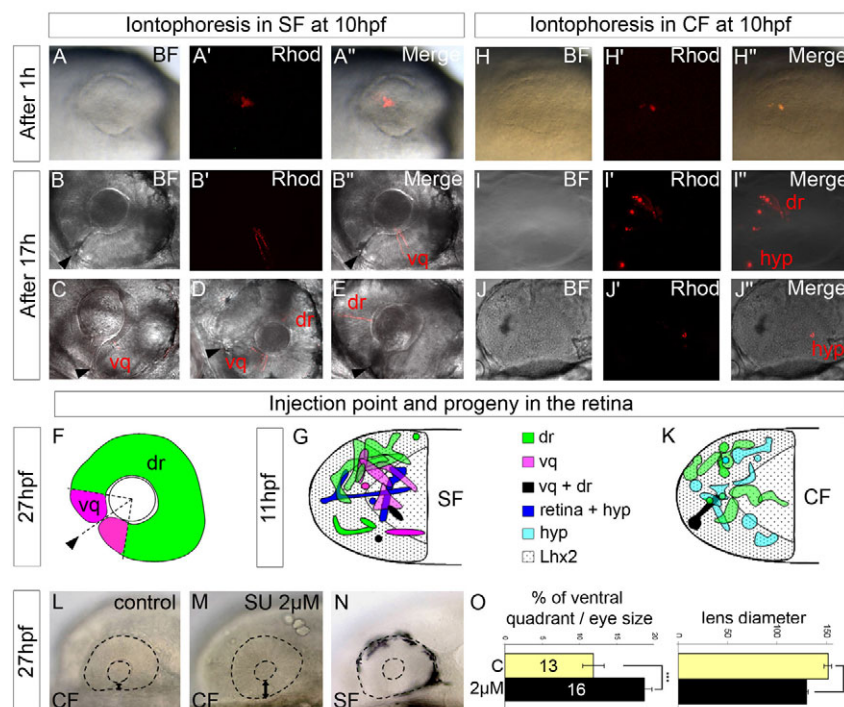 Iontophoresis in SF at 10hpf
Iontophoresis in CF at 10hpf
After 1h
A BF A' Rhod A" Merge H BF H' Rhod H" Merge
After 17h
B BF B' Rhod B" Merge I BF I' Rhod I" Merge
vq dr hyp
C D E J BF J' Rhod J" Merge
vq vq dr dr hyp
Injection point and progeny in the retina
27hpf
F dr vq
11hpf
G SF
dr
vq
vq + dr
retina + hyp
hyp
Lhx2
K CF
27hpf
L control CF
M SU 2µM CF
N SF
O % of ventral quadrant / eye size
0 5 10 15 20
C 13
2µM 16
***
lens diameter
0 50 100 150